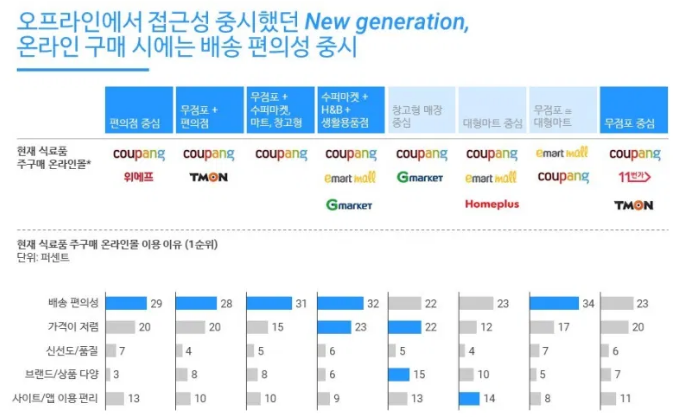 오프라인에서 접근성 중시했던 New generation,
온라인 구매 시에는 배송 편의성 중시
편의점 중심
무점포 +
편의점
무점포 +
수퍼마켓,
마트, 창고형
수퍼마켓 +
H&B +
생활용품점
창고형 매장
중심
대형마트 중심
무점포 =
대형마트
무점포 중심
현재 식료품
주구매 온라인몰*
coupang coupang coupang coupang coupang coupang emart mall coupang
위메프 TMON emart mall Gmarket emart mall coupang 11번가
Gmarket Homeplus TMON
현재 식료품 주구매 온라인몰 이용 이유 (1순위)
단위: 퍼센트
배송 편의성 29 28 31 32 22 23 34 23
가격이 저렴 20 20 15 23 22 12 17 20
신선도/품질 7 4 5 6 5 4 7 6
브랜드/상품 다양 3 8 8 6 15 10 5 7
사이트/앱 이용 편리 13 10 10 9 13 14 8 11